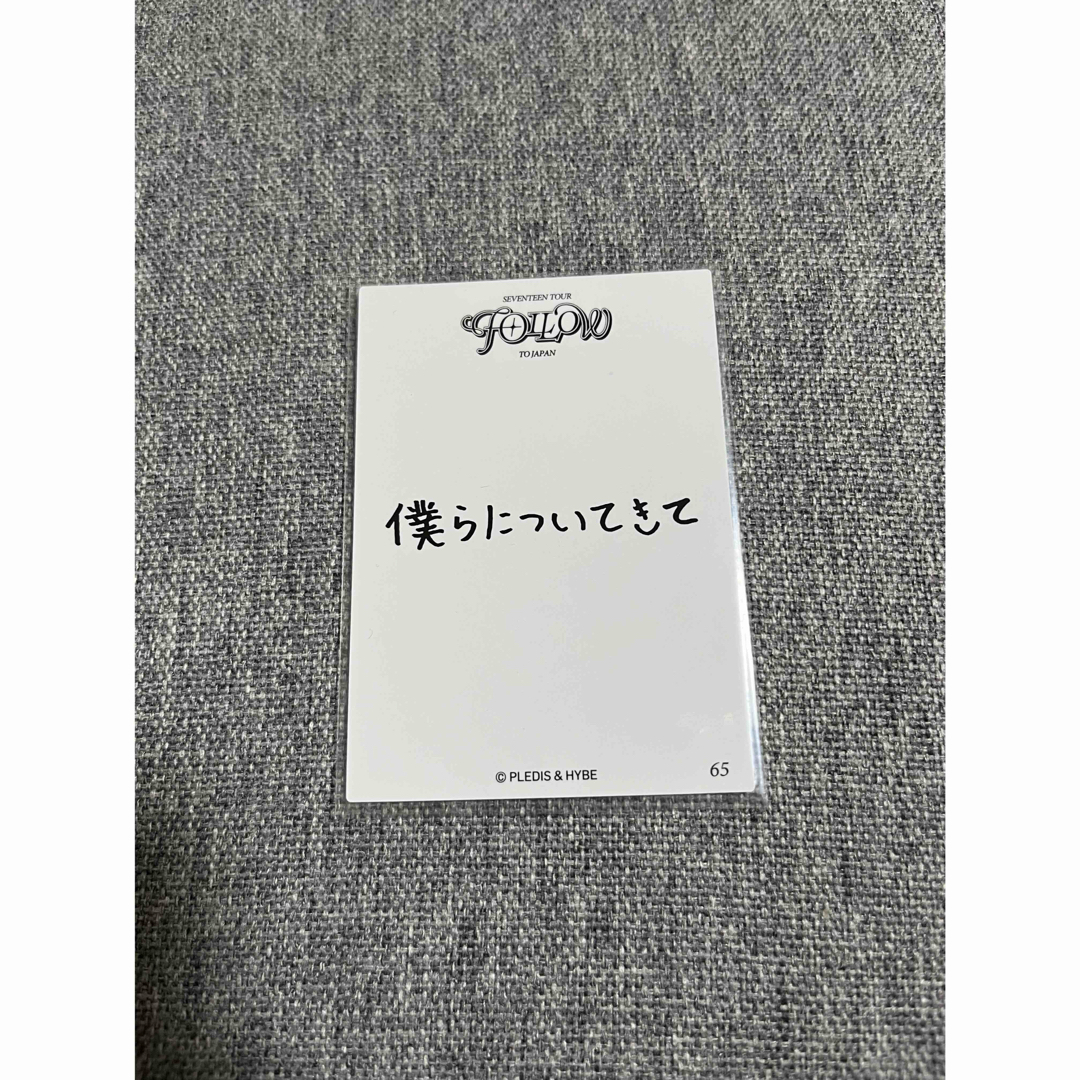 SEVENTEEN TOUR
FOLLOW
TO JAPAN
僕らについてきて
© PLEDIS & HYBE
65